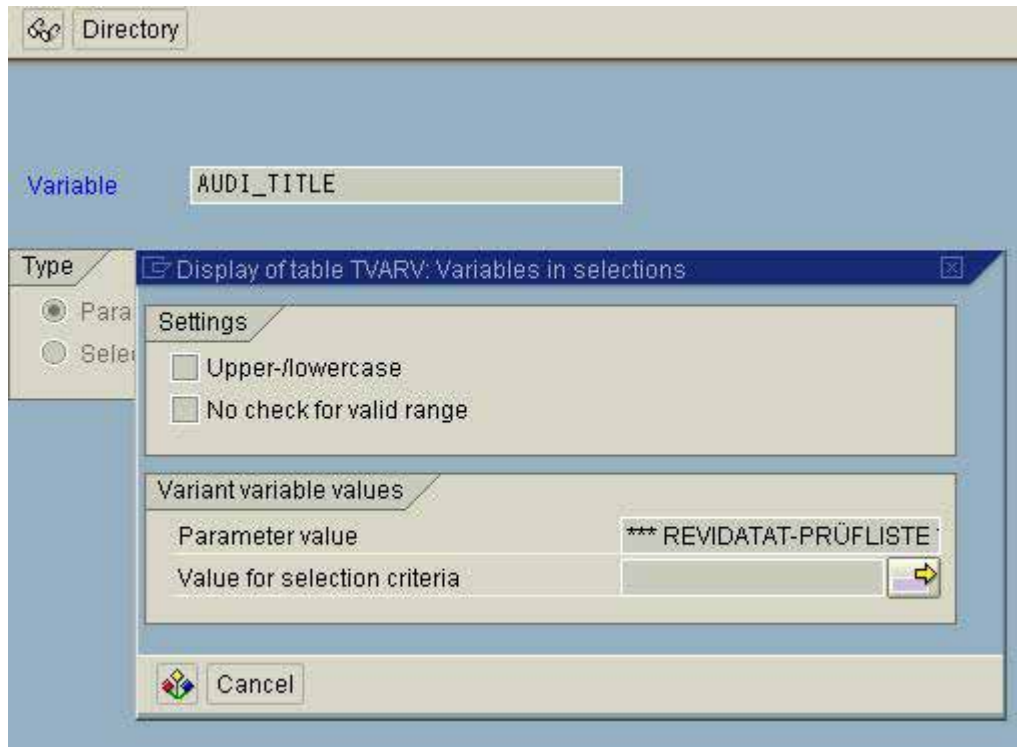 Directory
Variable AUDI_TITLE
Type
Display of table TVARV: Variables in selections
Para
Selec
Settings
Upper-/lowercase
No check for valid range
Variant variable values
Parameter value *** REVIDATAT-PRÜFLISTE
Value for selection criteria
Cancel